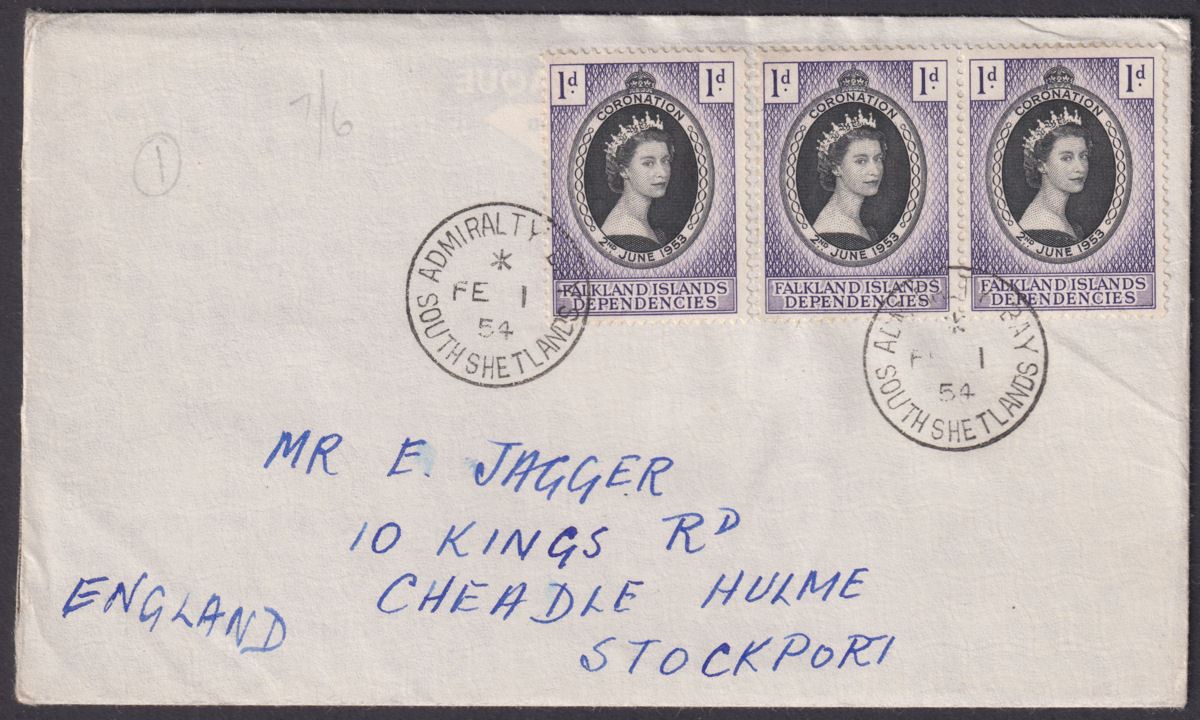 AQUE
7/6
1
1d 1d
CORONATION
2ND JUNE 1953
FALKLAND ISLANDS
DEPENDENCIES
1d 1d
CORONATION
2ND JUNE 1953
FALKLAND ISLANDS
DEPENDENCIES
1d 1d
CORONATION
2ND JUNE 1953
FALKLAND ISLANDS
DEPENDENCIES
ADMIRALTY
*
FE 1
54
SOUTH SHETLANDS
BAY
*
1
54
SOUTH SHETLANDS
MR E. JAGGER
10 KINGS RD
CHEADLE HULME
ENGLAND
STOCKPORT